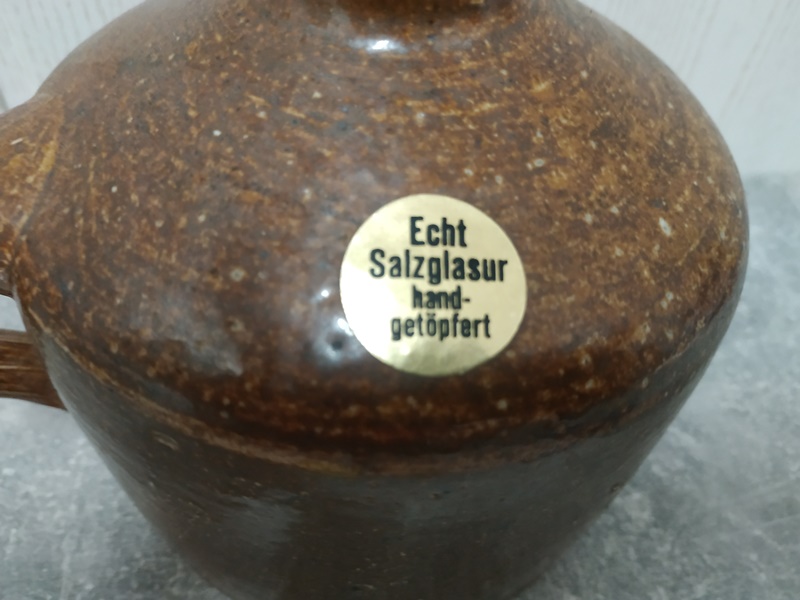 Echt
Salzglasur
hand-
getöpfert